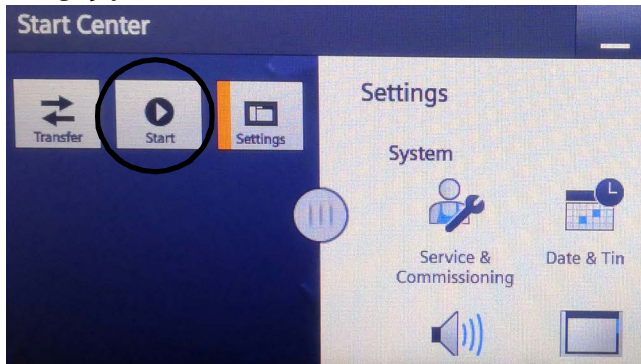 Start Center
Transfer
Start
Settings
Settings
System
Service &
Commissioning
Date & Tin